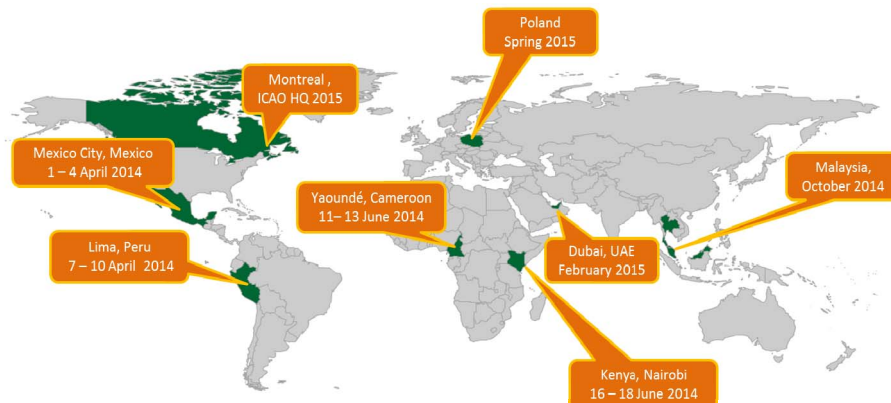 Poland
Spring 2015
Montreal ,
ICAO HQ 2015
Mexico City, Mexico
1 – 4 April 2014
Malaysia,
October 2014
Yaoundé, Cameroon
11– 13 June 2014
Lima, Peru
7 – 10 April  2014
Dubai, UAE
February 2015
Kenya, Nairobi
16 – 18 June 2014